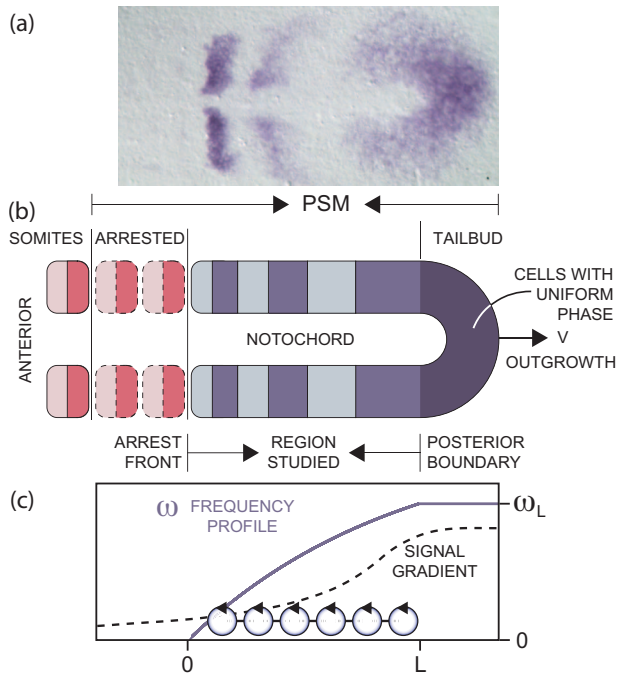 (a)
PSM
(b)
SOMITES ARRESTED TAILBUD
CELLS WITH
UNIFORM
PHASE
ANTERIOR
NOTOCHORD
V
OUTGROWTH
ARREST
FRONT
REGION
STUDIED
POSTERIOR
BOUNDARY
(c)
ω FREQUENCY
PROFILE
ωL
SIGNAL
GRADIENT
0
0 L